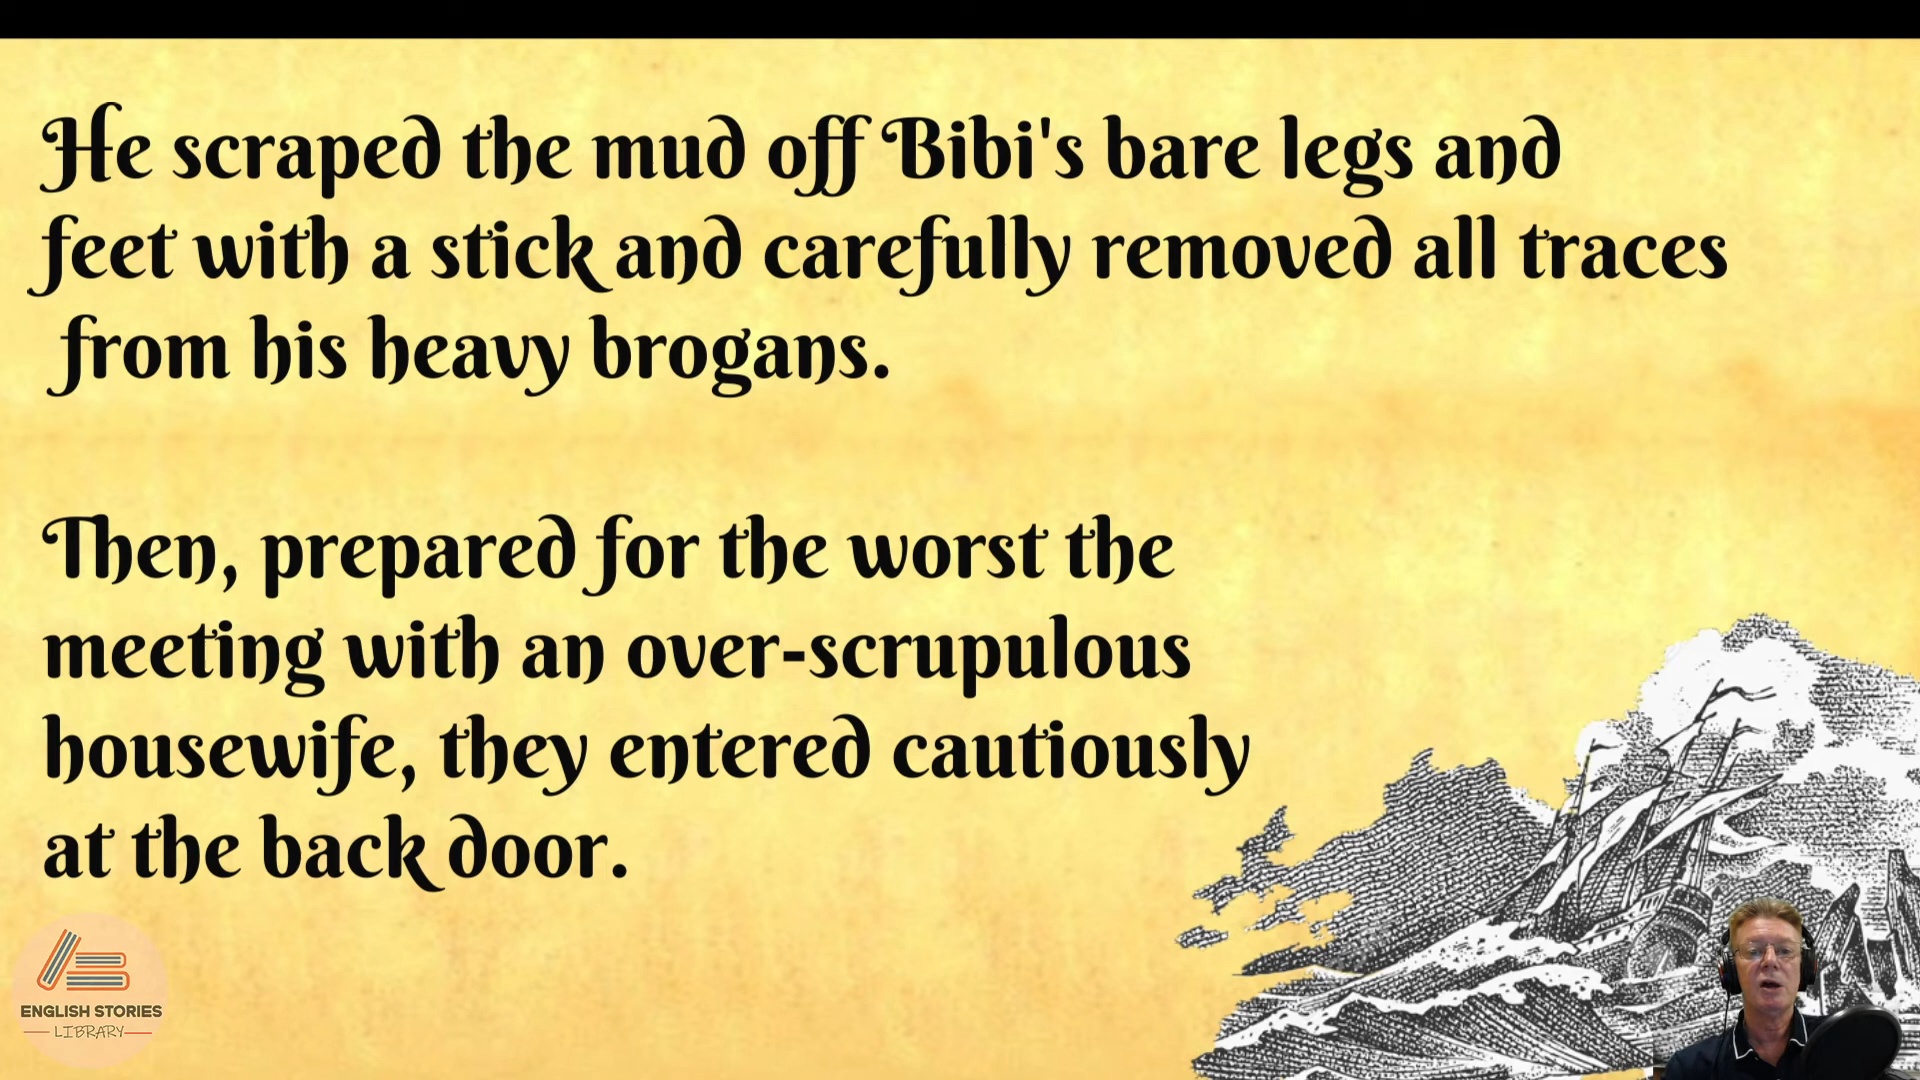 He scraped the mud off Bibi's bare legs and
feet with a stick and carefully removed all traces
from his heavy brogans.
Then, prepared for the worst the
meeting with an over-scrupulous
housewife, they entered cautiously
at the back door.
ENGLISH STORIES
LIBRARY